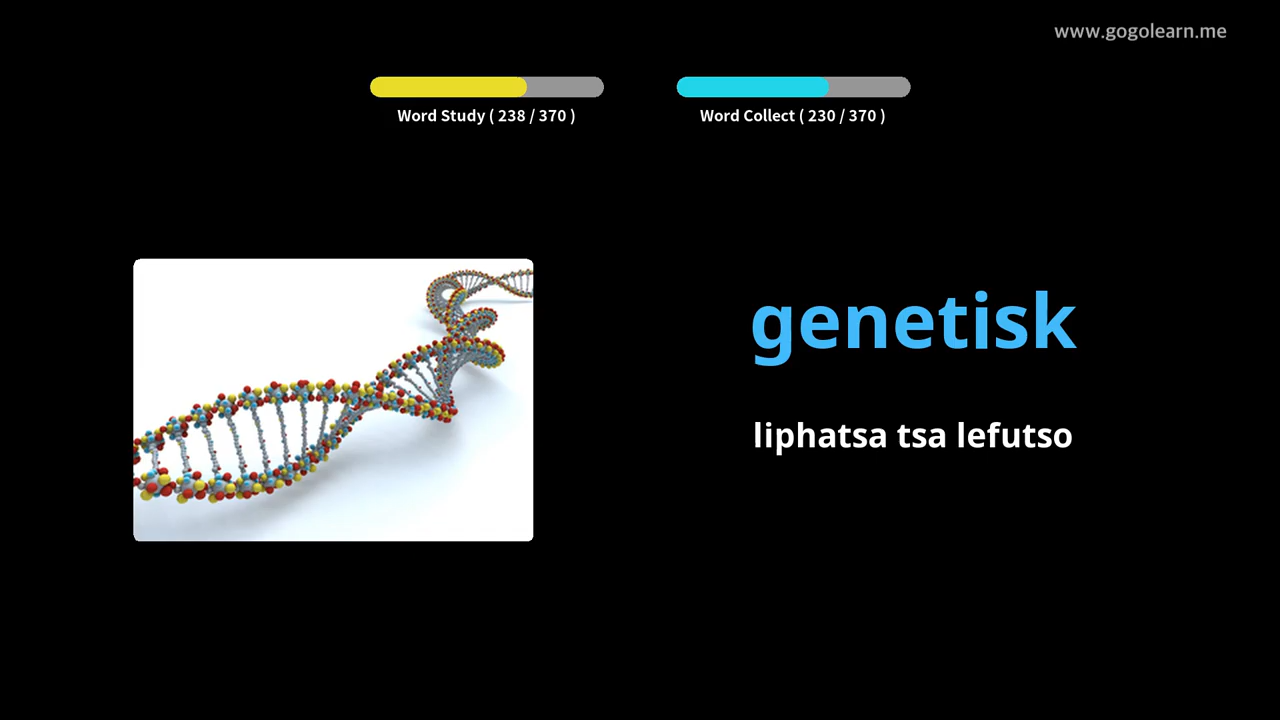 www.gogolearn.me
Word Study ( 238 / 370 )
Word Collect ( 230 / 370 )
genetisk
liphatsa tsa lefutso